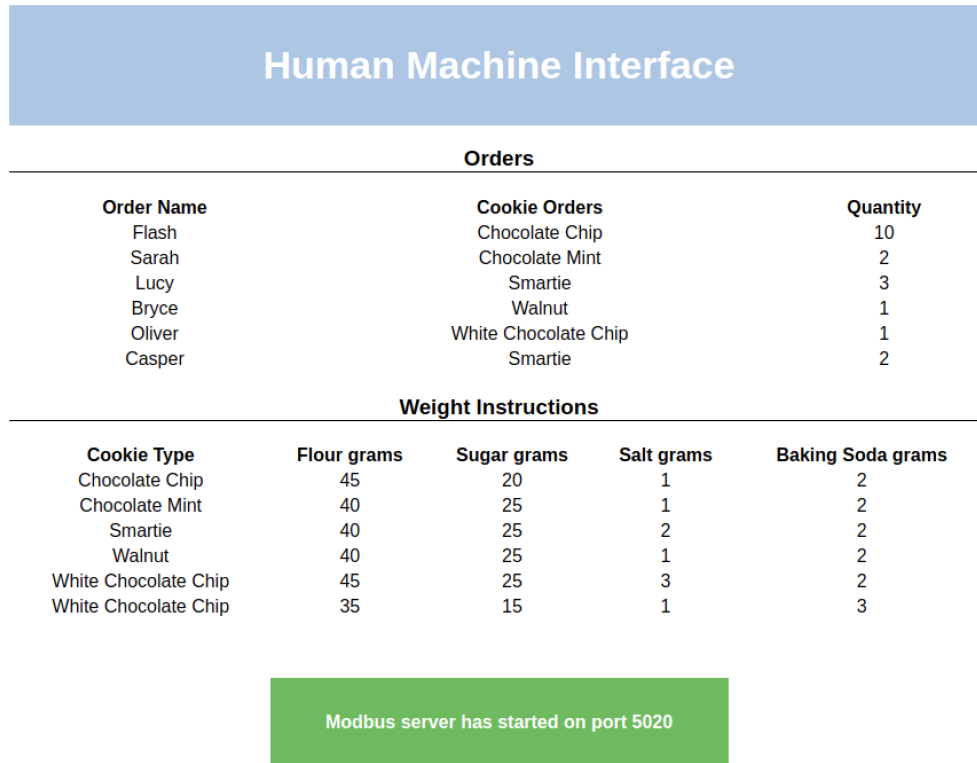 Human Machine Interface
Orders
Order Name Cookie Orders Quantity
Flash Chocolate Chip 10
Sarah Chocolate Mint 2
Lucy Smartie 3
Bryce Walnut 1
Oliver White Chocolate Chip 1
Casper Smartie 2
Weight Instructions
Cookie Type Flour grams Sugar grams Salt grams Baking Soda grams
Chocolate Chip 45 20 1 2
Chocolate Mint 40 25 1 2
Smartie 40 25 2 2
Walnut 40 25 1 2
White Chocolate Chip 45 25 3 2
White Chocolate Chip 35 15 1 3
Modbus server has started on port 5020